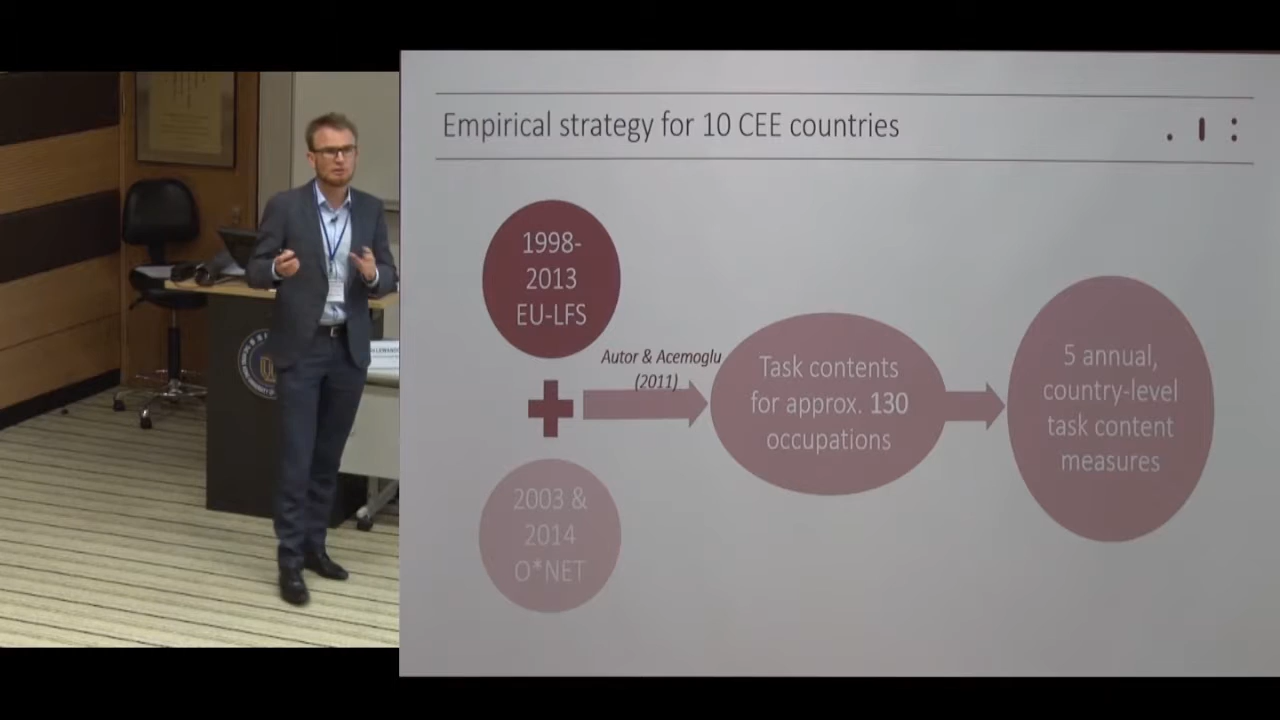 Empirical strategy for 10 CEE countries
1998-
2013
EU-LFS
Autor & Acemoglu
(2011)
2003 &
2014
O*NET
Task contents
for approx. 130
occupations
5 annual,
country-level
task content
measures